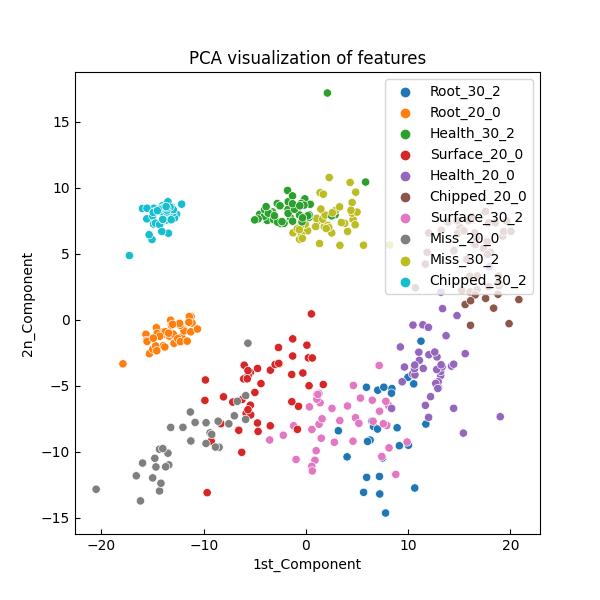 PCA visualization of features
Root_30_2
Root_20_0
Health_30_2
Surface_20_0
Health_20_0
Chipped_20_0
Surface_30_2
Miss_20_0
Miss_30_2
Chipped_30_2
15
10
5
0
−5
−10
−15
2n_Component
−20
−10
0
10
20
1st_Component